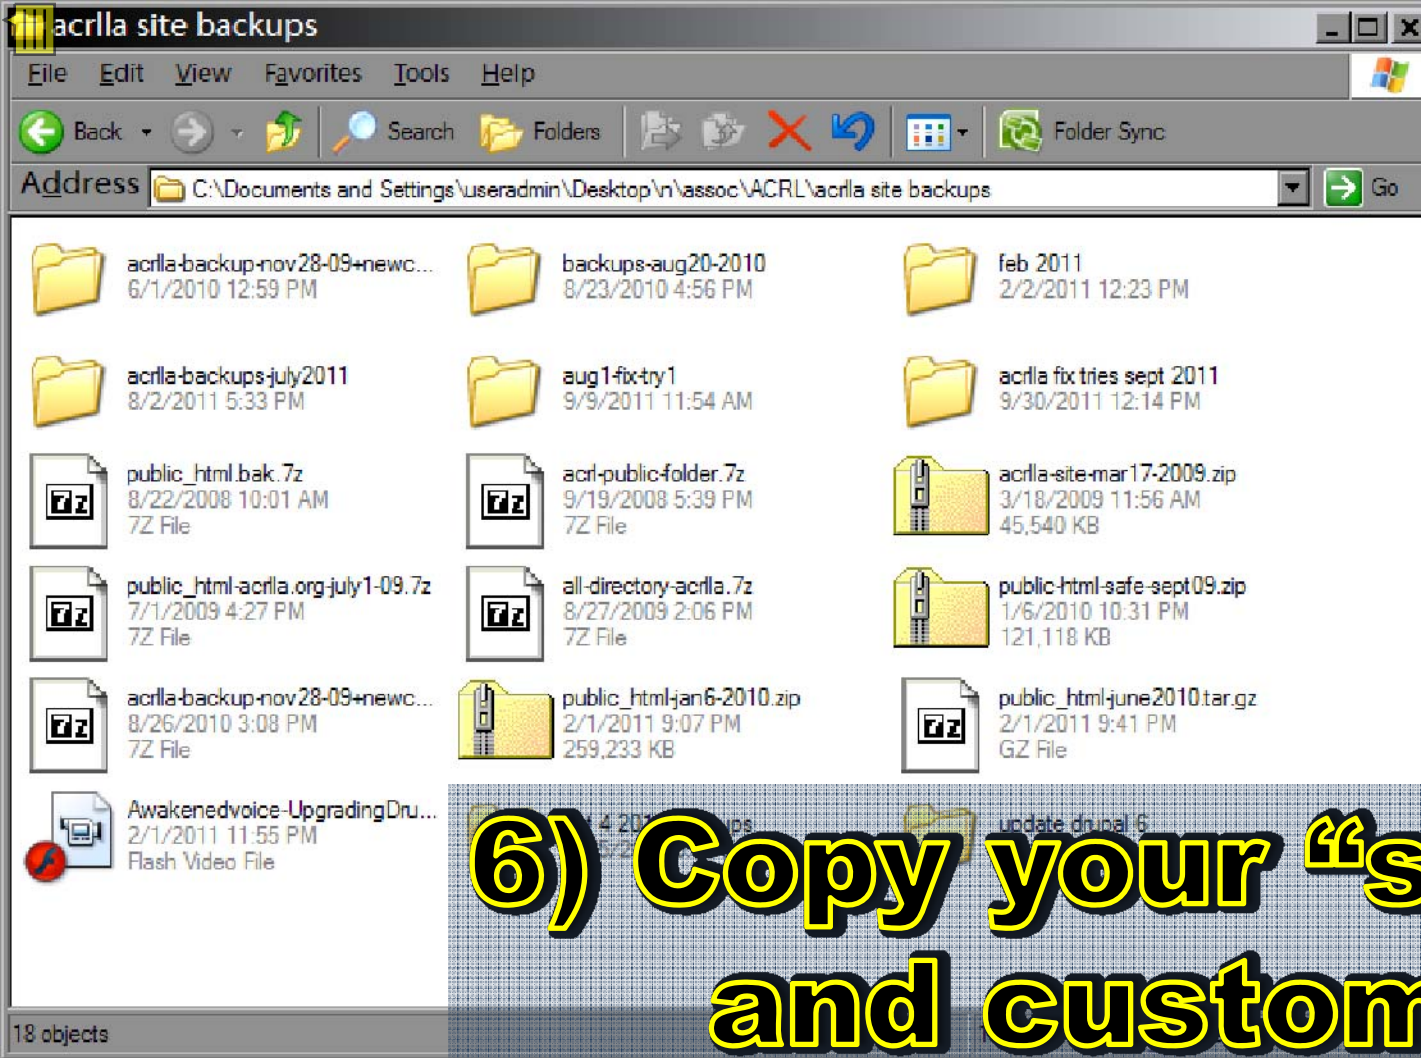 acrlla site backups
File Edit View Favorites Tools Help
Back Search Folders Folder Sync
Address C:\Documents and Settings\useradmin\Desktop\n\assoc\ACRL\acrlla site backups Go
acrlla-backup-nov28-09+newc...
6/1/2010 12:59 PM
backups-aug20-2010
8/23/2010 4:56 PM
feb 2011
2/2/2011 12:23 PM
acrlla-backups-july2011
8/2/2011 5:33 PM
aug1-fix-try1
9/9/2011 11:54 AM
acrlla fix tries sept 2011
9/30/2011 12:14 PM
public_html.bak.7z
8/22/2008 10:01 AM
7Z File
acrl-public-folder.7z
9/19/2008 5:39 PM
7Z File
acrlla-site-mar17-2009.zip
3/18/2009 11:56 AM
45,540 KB
public_html-acrlla.org-july1-09.7z
7/1/2009 4:27 PM
7Z File
all-directory-acrlla.7z
8/27/2009 2:06 PM
7Z File
public-html-safe-sept09.zip
1/6/2010 10:31 PM
121,118 KB
acrlla-backup-nov28-09+newc...
8/26/2010 3:08 PM
7Z File
public_html-jan6-2010.zip
2/1/2011 9:07 PM
259,233 KB
public_html-june2010.tar.gz
2/1/2011 9:41 PM
GZ File
Awakenedvoice-UpgradingDru...
2/1/2011 11:55 PM
Flash Video File
update drupal 6
6) Copy your “s
and custom
18 objects